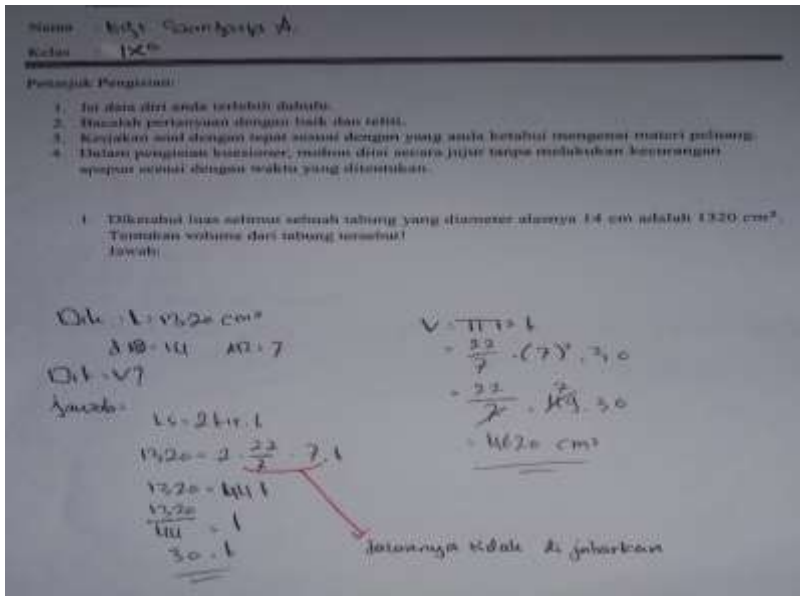 Nama :
Kelas : IX
Petunjuk Pengisian:
1. Isi data diri anda terlebih dahulu.
2. Bacalah pertanyaan dengan baik dan teliti.
3. Kerjakan soal dengan tepat sesuai dengan yang anda ketahui mengenai materi peluang.
4. Dalam pengisian kuesioner, mohon diisi secara jujur tanpa melakukan kecurangan
apapun sesuai dengan waktu yang ditentukan.
1. Diketahui luas selimut sebuah tabung yang diameter alasnya 14 cm adalah 1320 cm².
Tentukan volume dari tabung tersebut!
Jawab:
Dik : L = 1320 cm²
= 14 = 7
Dit : V?
Jawab =
Ls = 2πr.t
1320 = 2 . 22/7 . 7 . t
1320 = 44 t
1320/44 = t
30 = t
V = πr² t
= 22/7 . (7)² . 30
= 22/7 . 49 . 30
= 4620 cm³
tidak di jabarkan